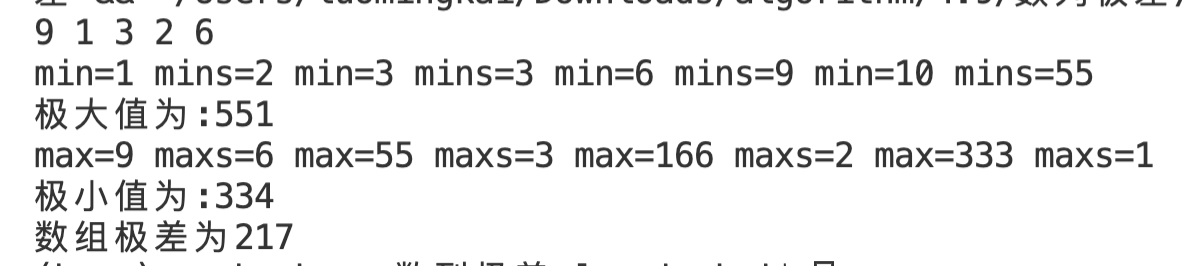 9 1 3 2 6
min=1 mins=2 min=3 mins=3 min=6 mins=9 min=10 mins=55
极大值为:551
max=9 maxs=6 max=55 maxs=3 max=166 maxs=2 max=333 maxs=1
极小值为:334
数组极差为217